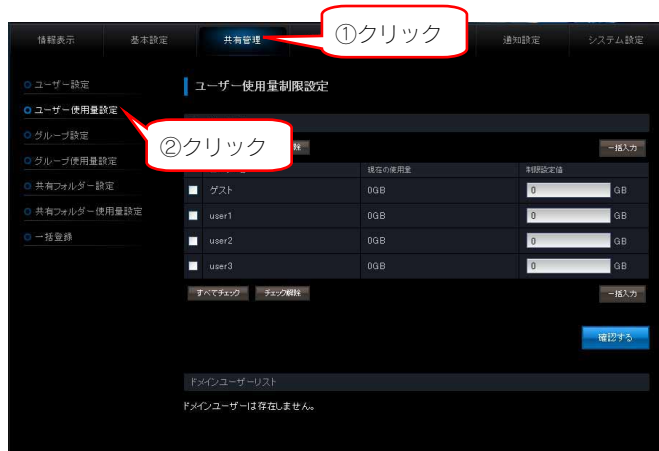 情報表示 基本設定 共有管理 ①クリック 通知設定 システム設定
ユーザー設定
ユーザー使用量設定
グループ設定
グループ使用量設定
共有フォルダー設定
共有フォルダー使用量設定
一括登録
ユーザー使用量制限設定
②クリック
除
一括入力
現在の使用量 制限設定値
ゲスト 0GB 0 GB
user1 0GB 0 GB
user2 0GB 0 GB
user3 0GB 0 GB
すべてチェック チェック解除 一括入力
確認する
ドメインユーザーリスト
ドメインユーザーは存在しません。